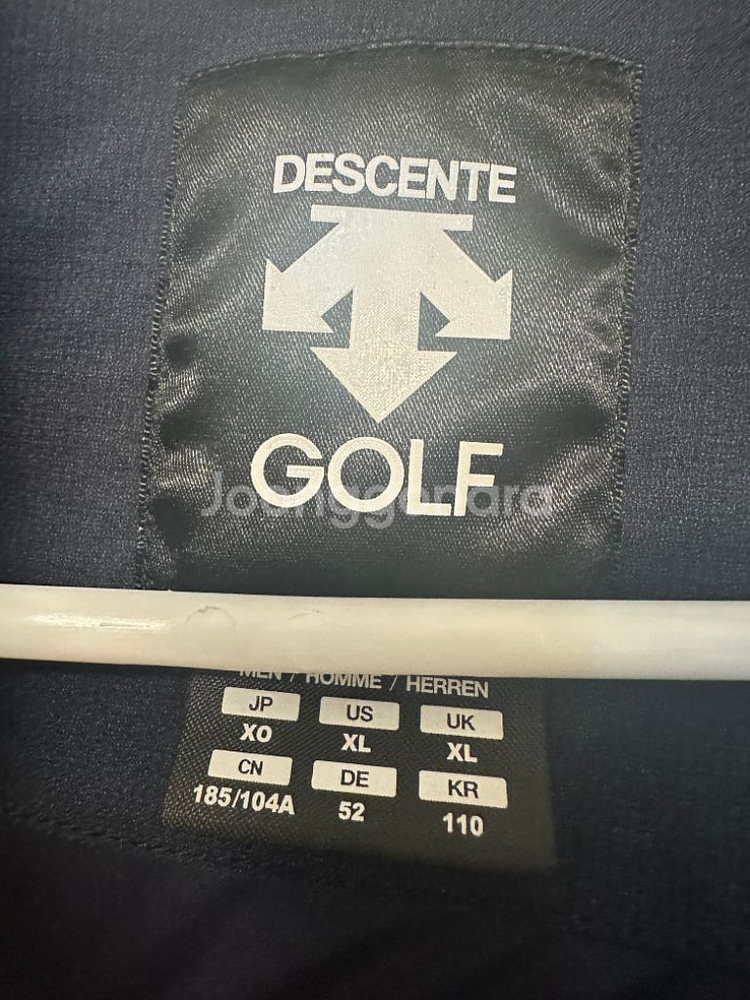 DESCENTE
GOLF
Joonggonara
MEN / HOMME / HERREN
JP US UK
XO XL XL
CN DE KR
185/104A 52 110